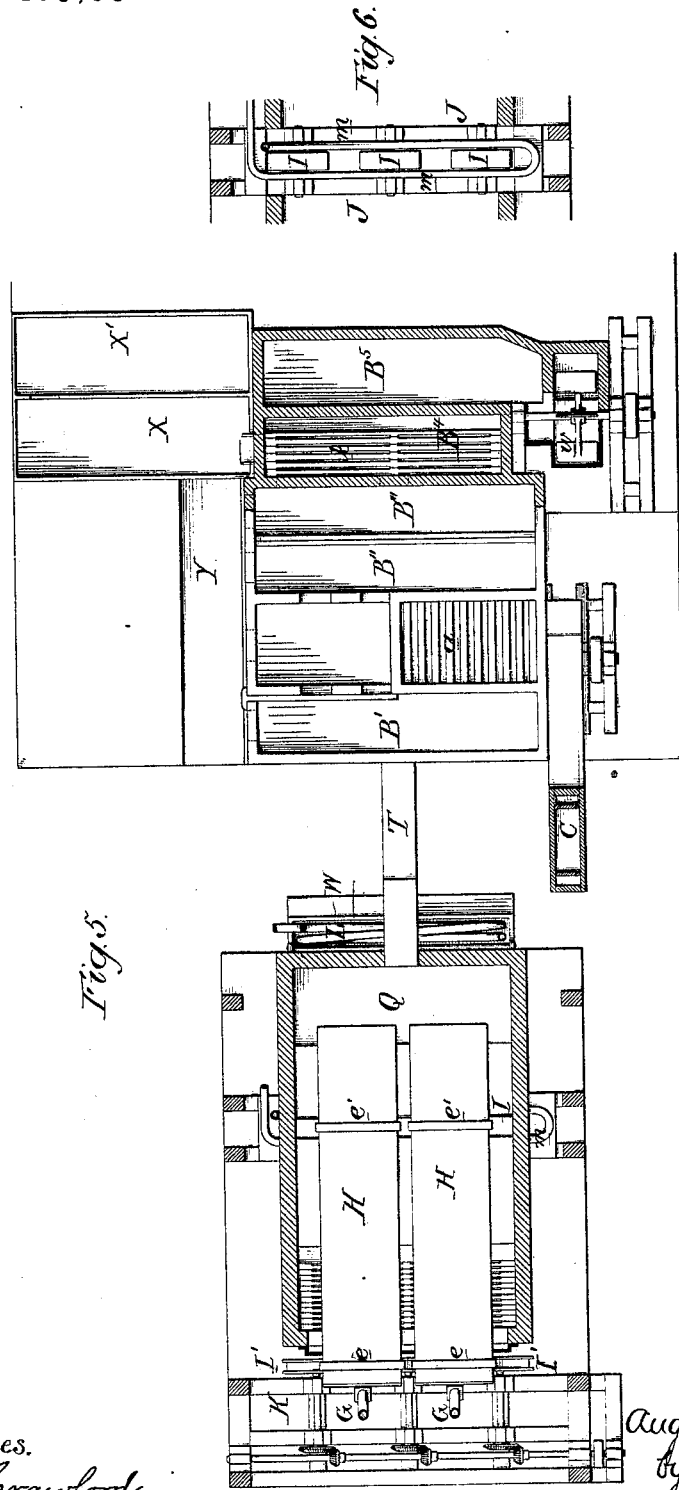 Fig. 6.
m
I
I
I
m
J
J
X'
X
B⁵
B⁴
Y
B''
B''
a
w
B'
T
C
Fig. 5.
W
L
Q
e'
e'
I
m
H
H
I'
e
e
I'
K
G
G
es.
Aug
by